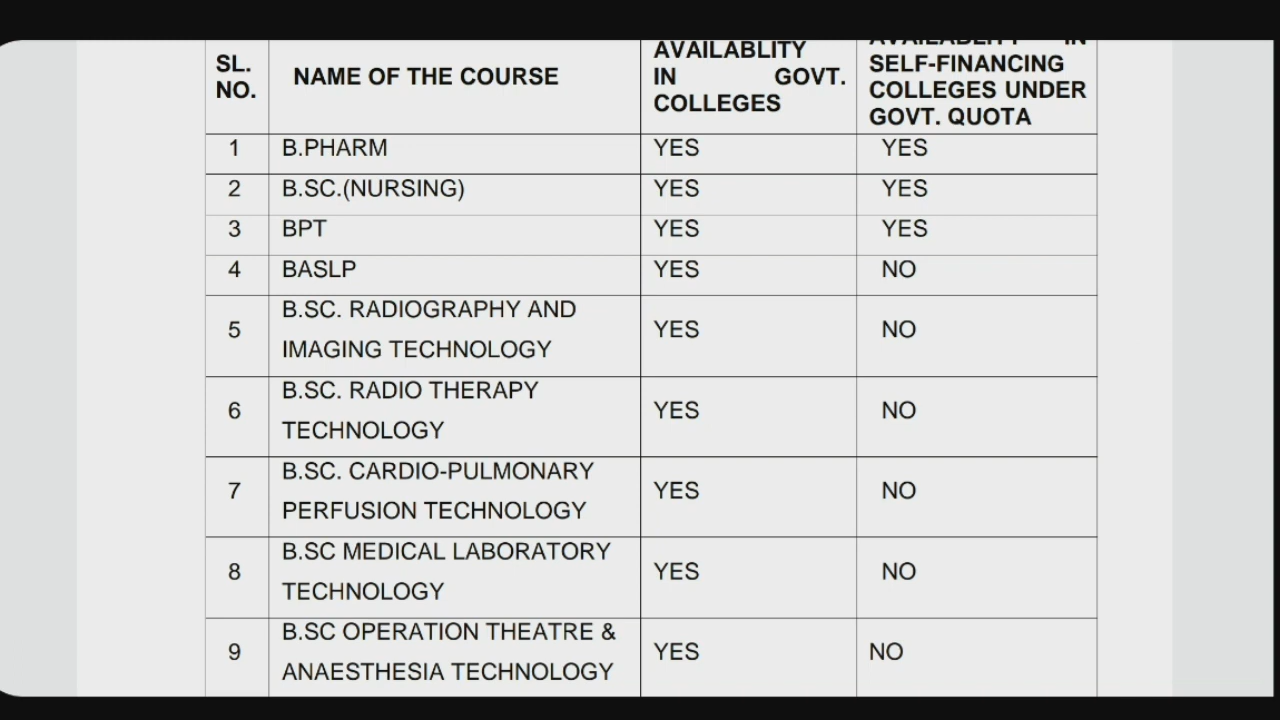 SL.
NO.
NAME OF THE COURSE
AVAILABLITY
IN GOVT.
COLLEGES
AVAILABLITY IN
SELF-FINANCING
COLLEGES UNDER
GOVT. QUOTA
1 B.PHARM YES YES
2 B.SC.(NURSING) YES YES
3 BPT YES YES
4 BASLP YES NO
5 B.SC. RADIOGRAPHY AND
IMAGING TECHNOLOGY YES NO
6 B.SC. RADIO THERAPY
TECHNOLOGY YES NO
7 B.SC. CARDIO-PULMONARY
PERFUSION TECHNOLOGY YES NO
8 B.SC MEDICAL LABORATORY
TECHNOLOGY YES NO
9 B.SC OPERATION THEATRE &
ANAESTHESIA TECHNOLOGY YES NO